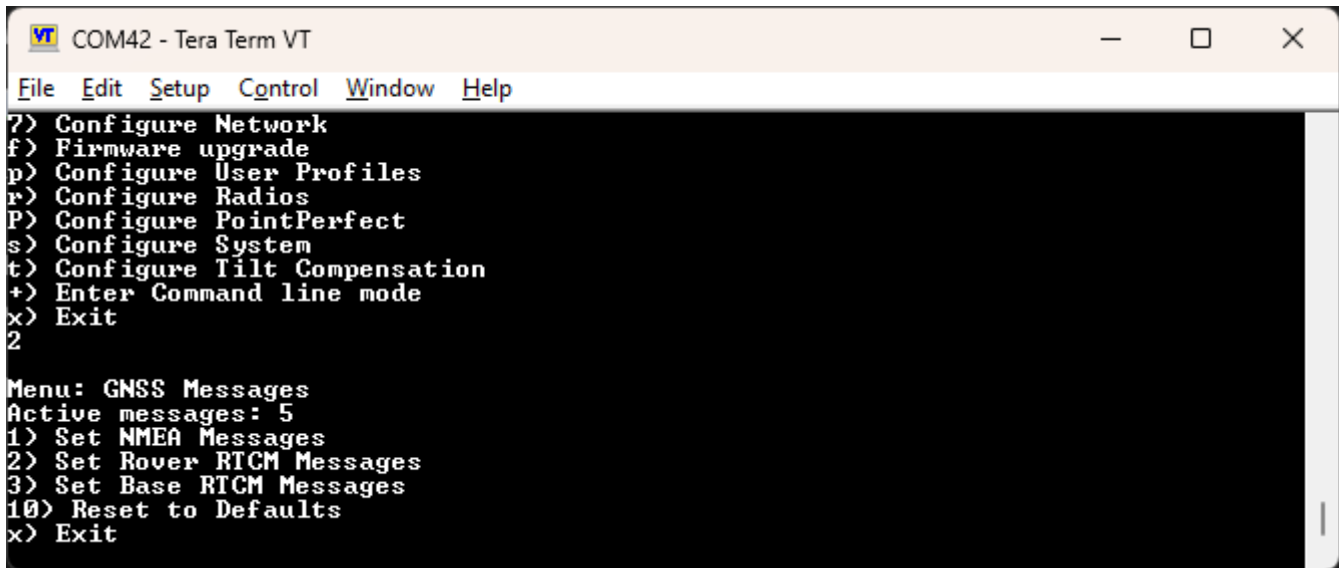 VT COM42 - Tera Term VT
File Edit Setup Control Window Help
7) Configure Network
f) Firmware upgrade
p) Configure User Profiles
r) Configure Radios
P) Configure PointPerfect
s) Configure System
t) Configure Tilt Compensation
+) Enter Command line mode
x) Exit
2
Menu: GNSS Messages
Active messages: 5
1) Set NMEA Messages
2) Set Rover RTCM Messages
3) Set Base RTCM Messages
10) Reset to Defaults
x) Exit